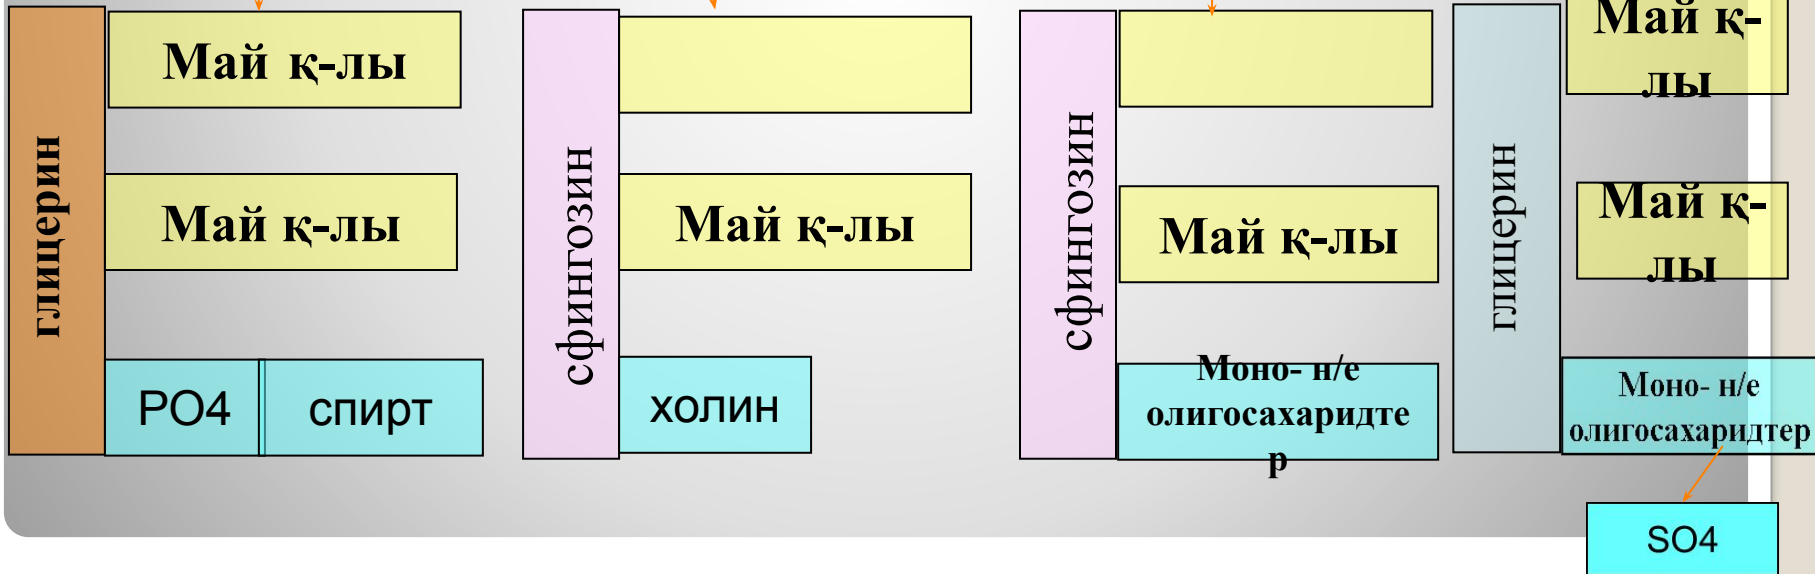 глицерин
Май қ-лы
Май қ-лы
PO4
спирт
сфингозин
Май қ-лы
холин
сфингозин
Май қ-лы
Моно- н/е
олигосахаридте
р
глицерин
Май қ-
лы
Май қ-
лы
Моно- н/е
олигосахаридтер
SO4